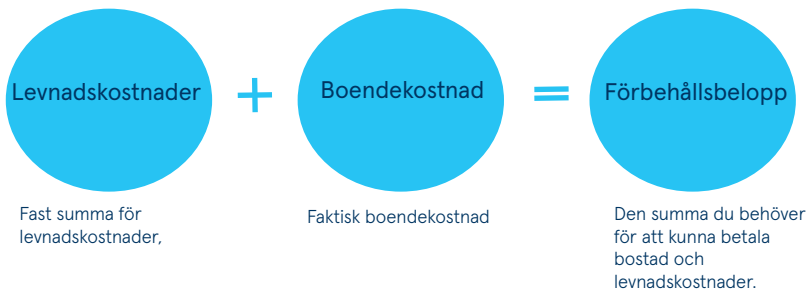 Levnadskostnader + Boendekostnad = Förbehållsbelopp
Fast summa för
levnadskostnader,
Faktisk boendekostnad
Den summa du behöver
för att kunna betala
bostad och
levnadskostnader.